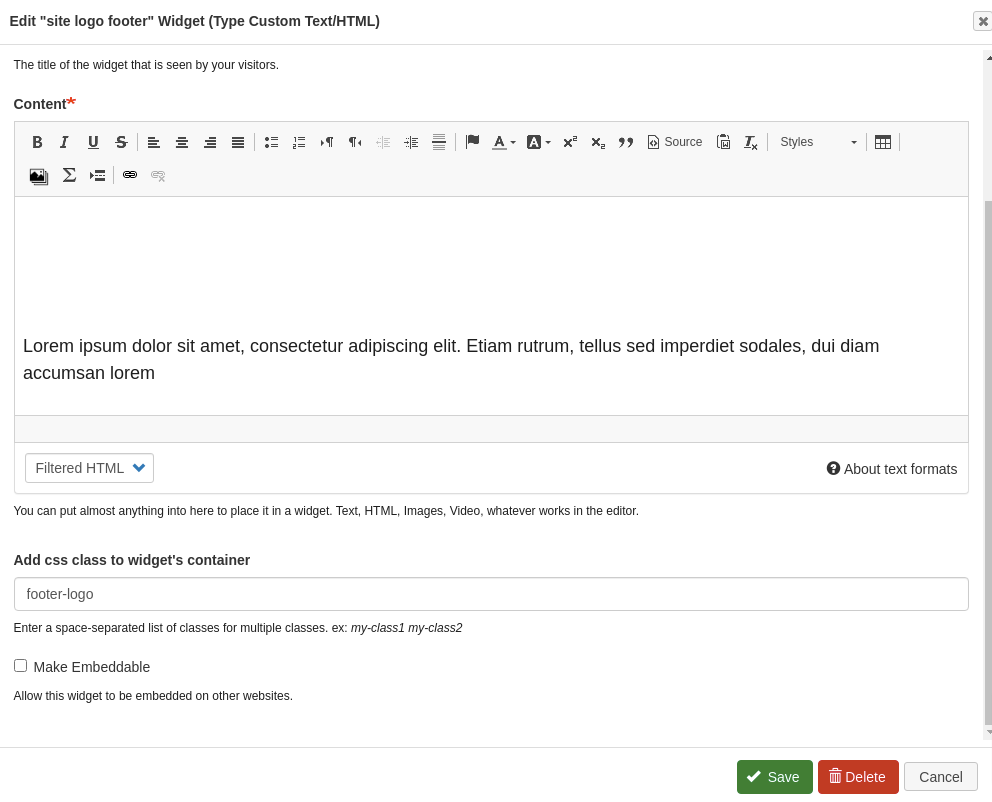 Edit "site logo footer" Widget (Type Custom Text/HTML)
The title of the widget that is seen by your visitors.
Content*
B I U S A A x² x₂ Source Styles
Σ
Lorem ipsum dolor sit amet, consectetur adipiscing elit. Etiam rutrum, tellus sed imperdiet sodales, dui diam
accumsan lorem
Filtered HTML
About text formats
You can put almost anything into here to place it in a widget. Text, HTML, Images, Video, whatever works in the editor.
Add css class to widget's container
footer-logo
Enter a space-separated list of classes for multiple classes. ex: my-class1 my-class2
Make Embeddable
Allow this widget to be embedded on other websites.
Save Delete Cancel